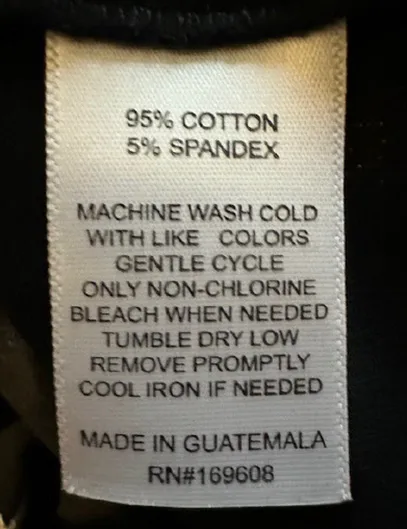 95% COTTON
5% SPANDEX
MACHINE WASH COLD
WITH LIKE COLORS
GENTLE CYCLE
ONLY NON-CHLORINE
BLEACH WHEN NEEDED
TUMBLE DRY LOW
REMOVE PROMPTLY
COOL IRON IF NEEDED
MADE IN GUATEMALA
RN#169608